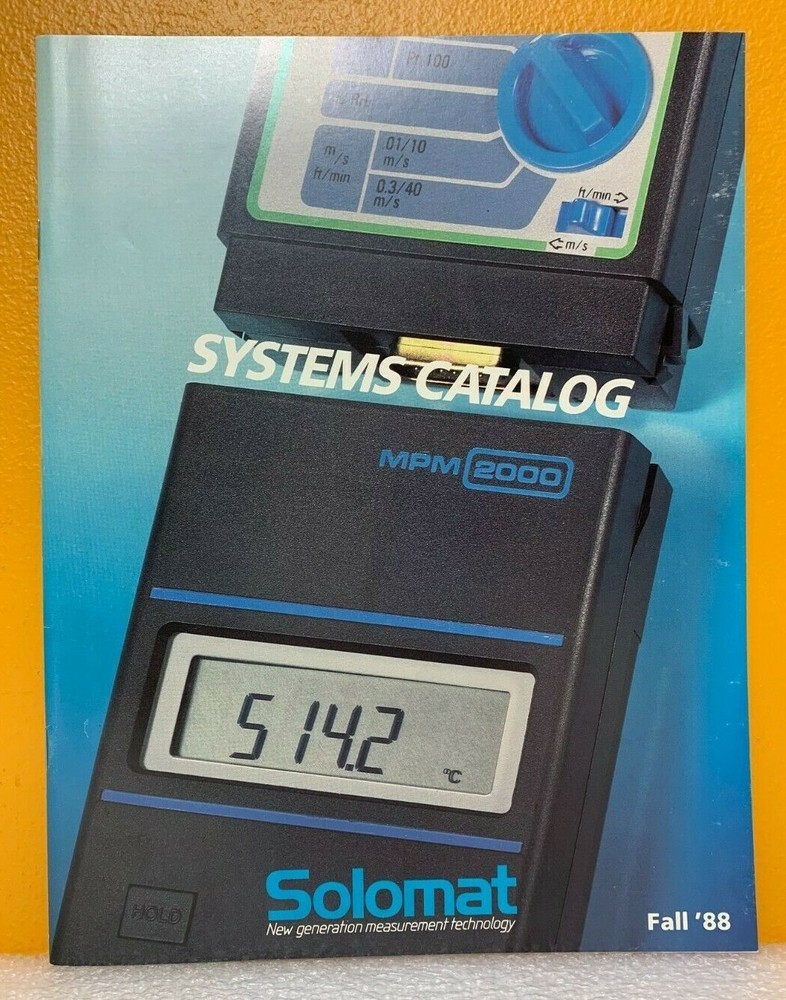 Pt 100
m/s
ft/min
01/10
m/s
0.3/40
m/s
ft/min
m/s
SYSTEMS CATALOG
MPM 2000
514.2
°C
HOLD
Solomat
New generation measurement technology
Fall '88